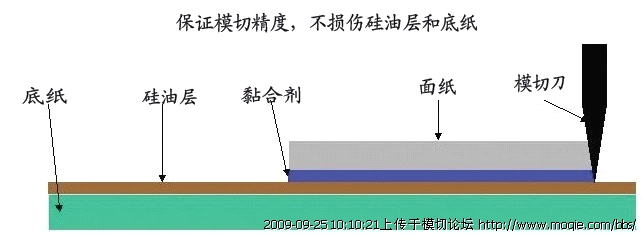 保证模切精度，不损伤硅油层和底纸
底纸
硅油层
黏合剂
面纸
模切刀
2009-09-25 10:10:21上传于模切论坛 http://www.moqie.com/bbs/